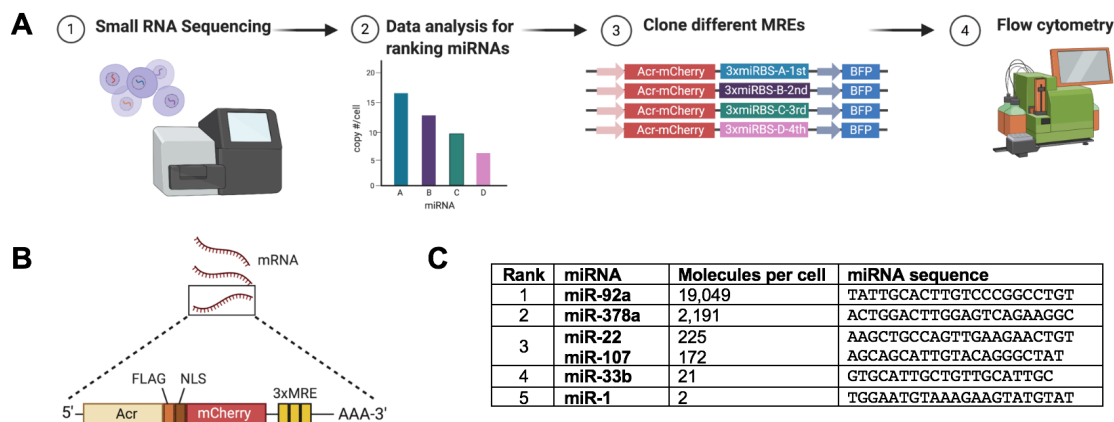 A
1 Small RNA Sequencing
2 Data analysis for
ranking miRNAs
3 Clone different MREs
4 Flow cytometry
20
15
10
5
0
copy #/cell
A B C D
miRNA
Acr-mCherry 3xmiRBS-A-1st BFP
Acr-mCherry 3xmiRBS-B-2nd BFP
Acr-mCherry 3xmiRBS-C-3rd BFP
Acr-mCherry 3xmiRBS-D-4th BFP
B
mRNA
FLAG NLS
3xMRE
5'- Acr mCherry AAA-3'
C
Rank miRNA Molecules per cell miRNA sequence
1 miR-92a 19,049 TATTGCACTTGTCCCGGCCTGT
2 miR-378a 2,191 ACTGGACTTGGAGTCAGAAGGC
3 miR-22 225 AAGCTGCCAGTTGAAGAACTGT
miR-107 172 AGCAGCATTGTACAGGGCTAT
4 miR-33b 21 GTGCATTGCTGTTGCATTGC
5 miR-1 2 TGGAATGTAAAGAAGTATGTAT